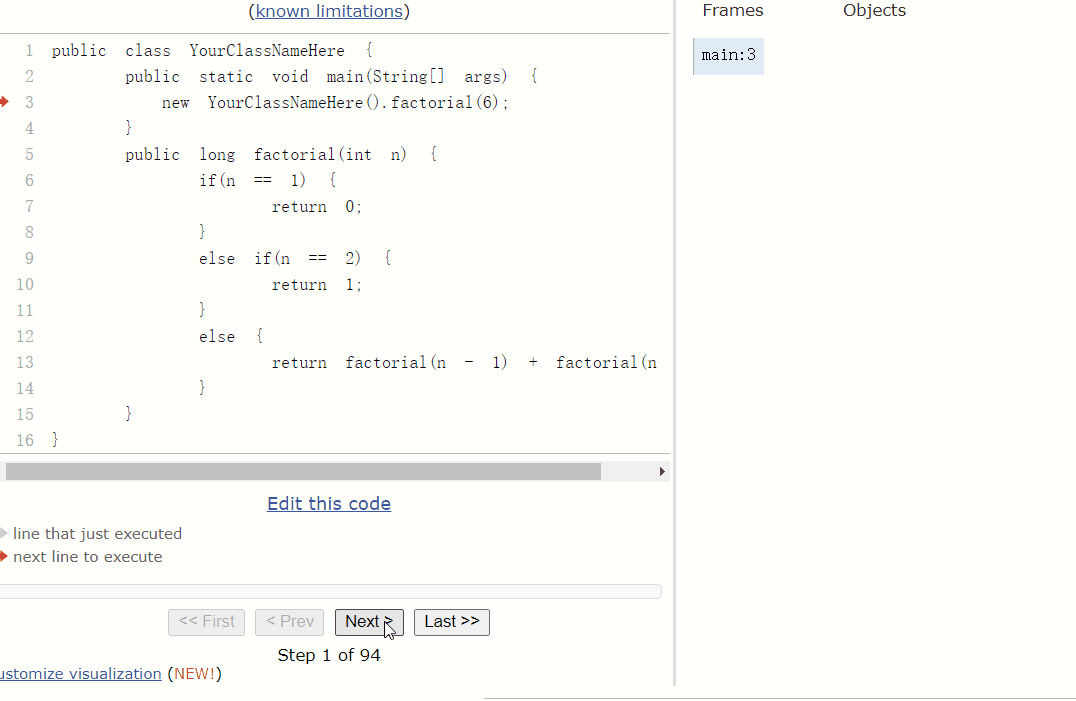 (known limitations)
1 public class YourClassNameHere {
2 public static void main(String[] args) {
3 new YourClassNameHere().factorial(6);
4 }
5 public long factorial(int n) {
6 if(n == 1) {
7 return 0;
8 }
9 else if(n == 2) {
10 return 1;
11 }
12 else {
13 return factorial(n - 1) + factorial(n
14 }
15 }
16 }
Edit this code
line that just executed
next line to execute
<< First < Prev Next > Last >>
Step 1 of 94
ustomize visualization (NEW!)
Frames Objects
main:3